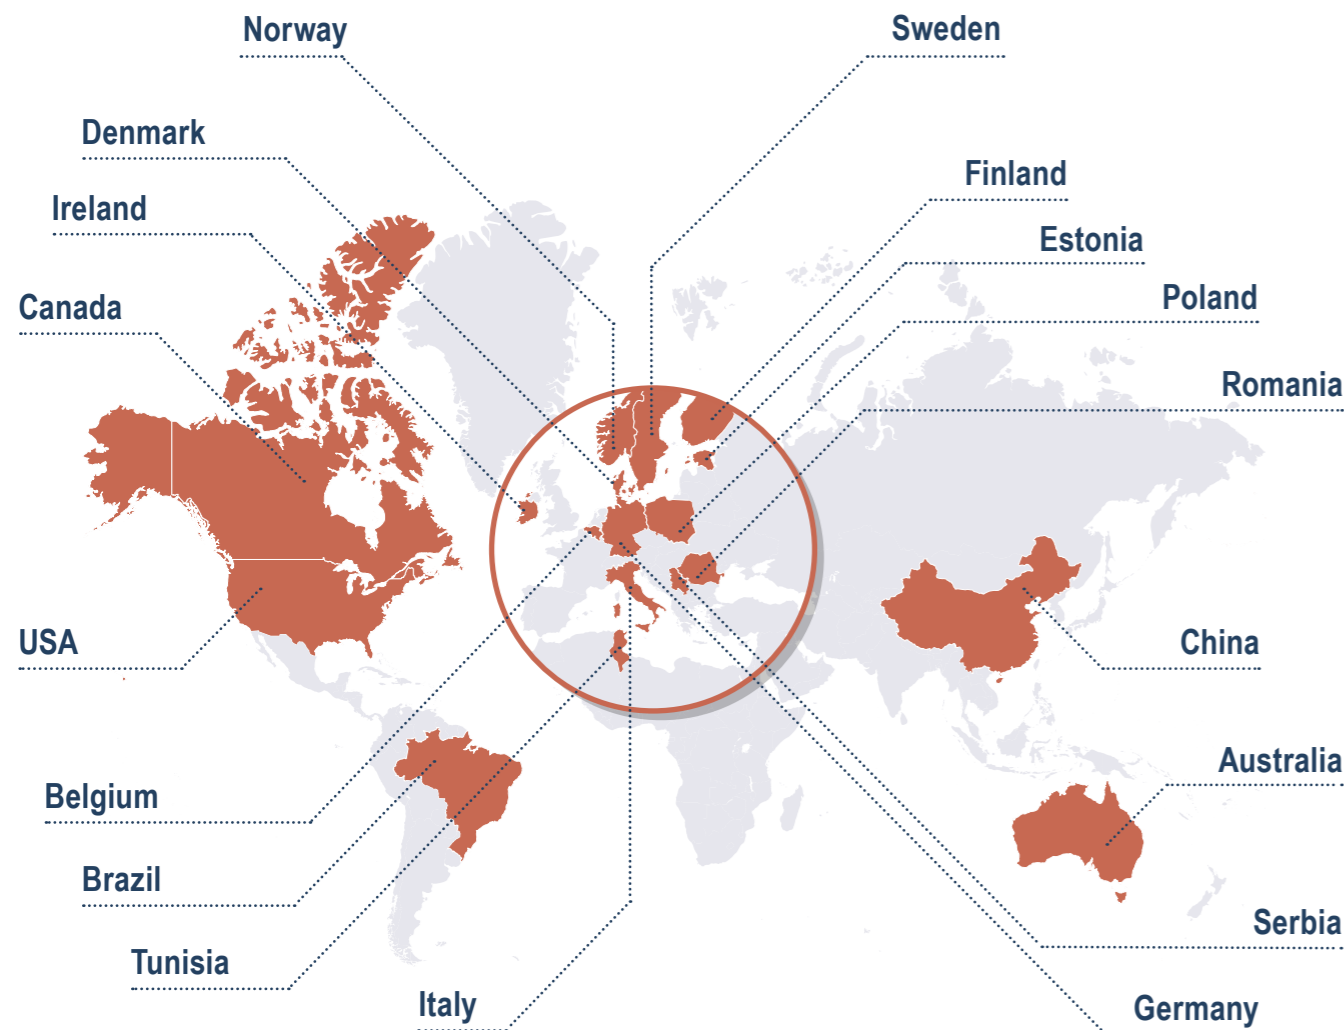 Norway
Sweden
Denmark
Finland
Ireland
Estonia
Canada
Poland
Romania
USA
China
Belgium
Australia
Brazil
Serbia
Tunisia
Italy
Germany